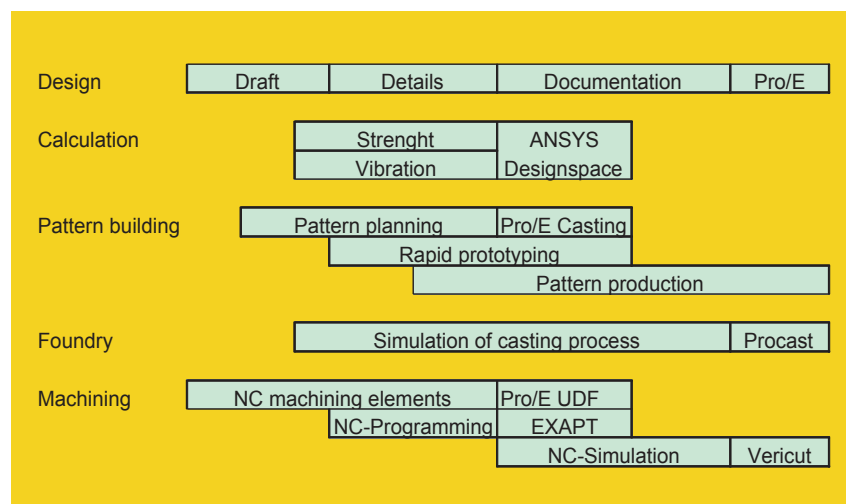 Design Draft Details Documentation Pro/E
Calculation Strenght ANSYS
Vibration Designspace
Pattern building Pattern planning Pro/E Casting
Rapid prototyping
Pattern production
Foundry Simulation of casting process Procast
Machining NC machining elements Pro/E UDF
NC-Programming EXAPT
NC-Simulation Vericut